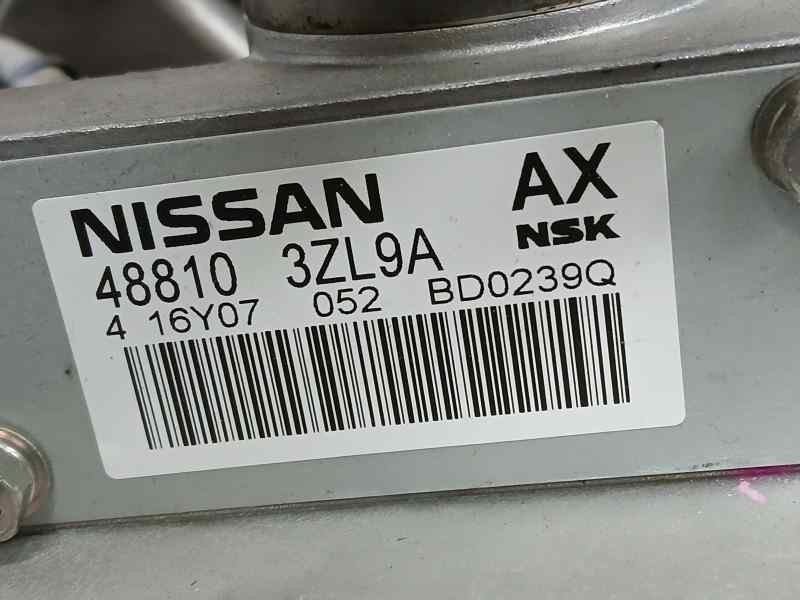 NISSAN AX
NSK
48810 3ZL9A
4 16Y07 052 BD0239Q